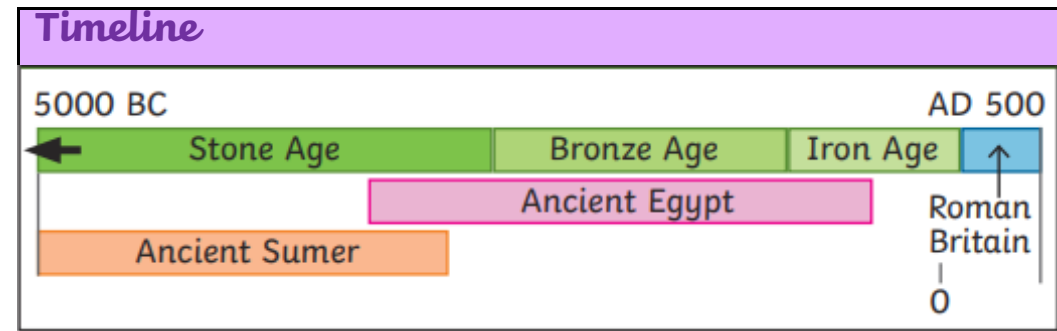 Timeline
5000 BC AD 500
Stone Age Bronze Age Iron Age
Ancient Egypt
Roman
Britain
Ancient Sumer
0